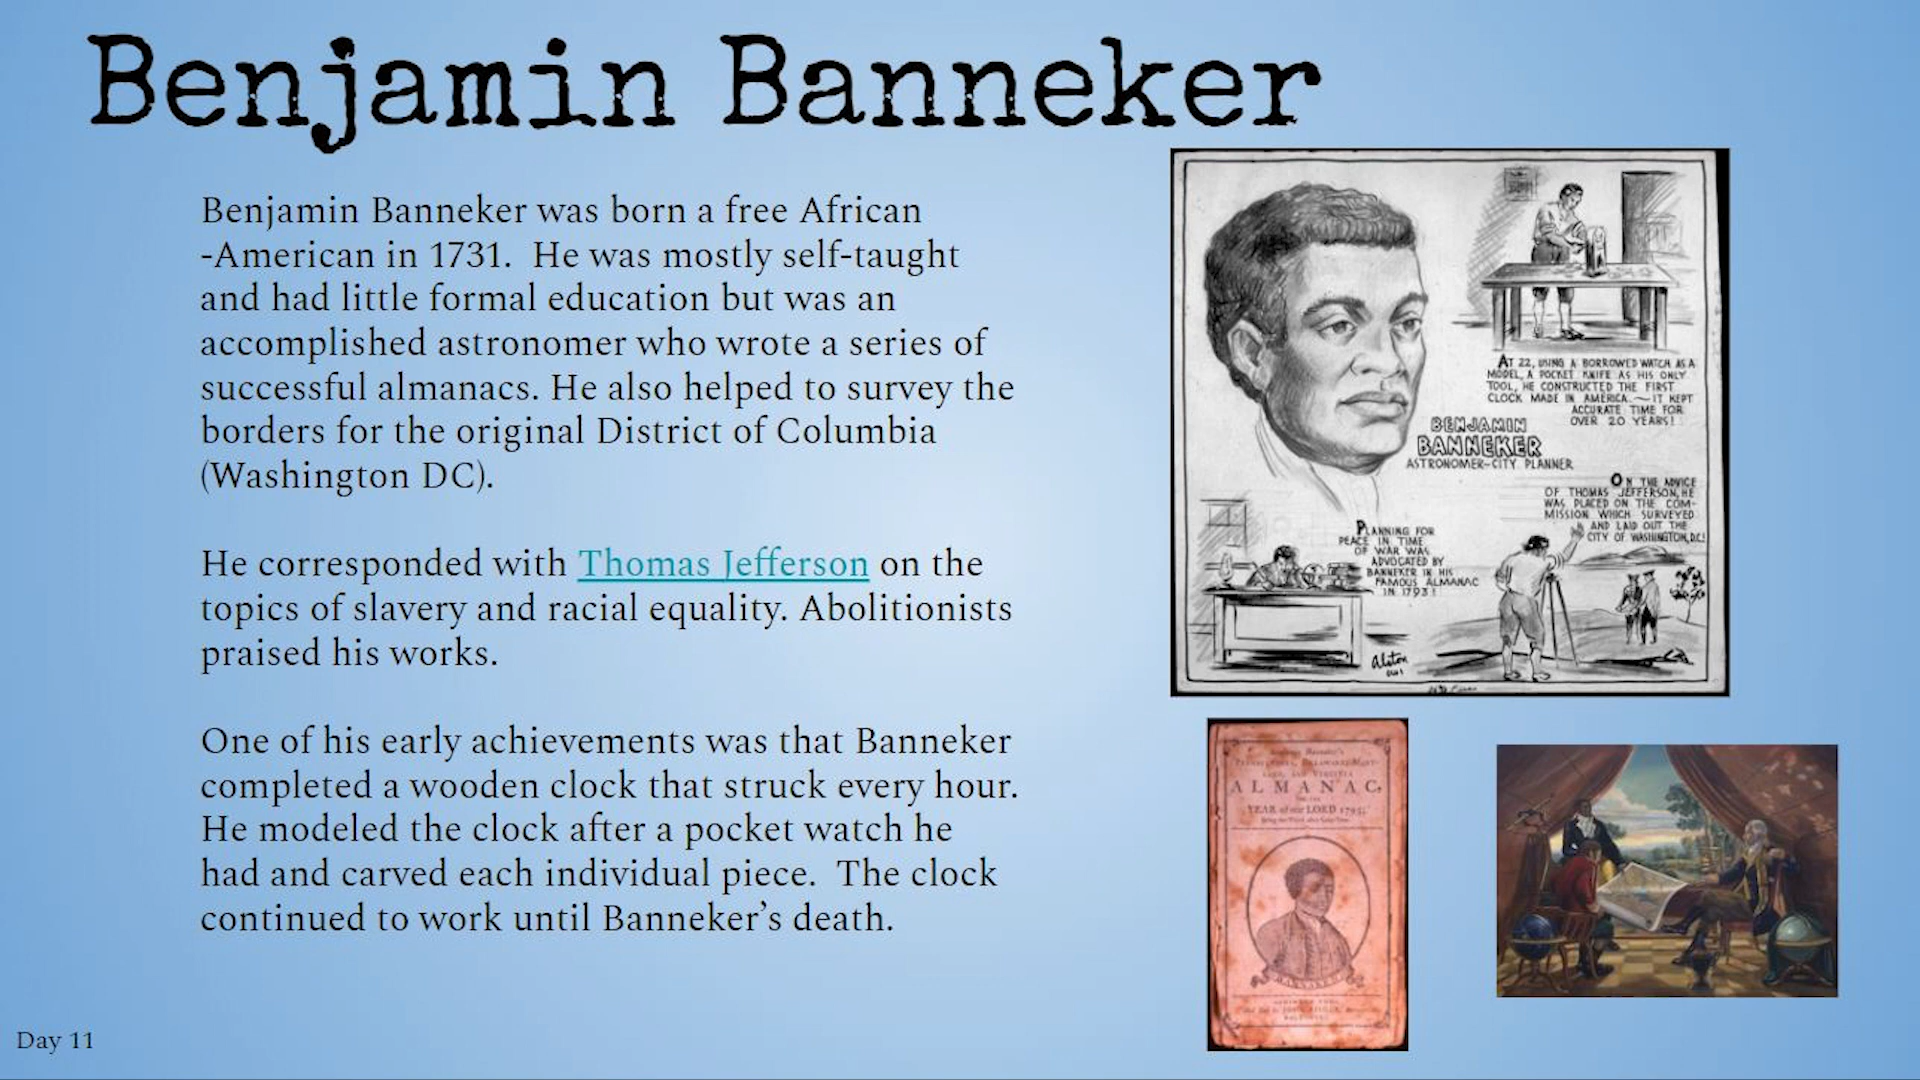 Benjamin Banneker
Benjamin Banneker was born a free African
-American in 1731.  He was mostly self-taught
and had little formal education but was an
accomplished astronomer who wrote a series of
successful almanacs. He also helped to survey the
borders for the original District of Columbia
(Washington DC).
He corresponded with Thomas Jefferson on the
topics of slavery and racial equality. Abolitionists
praised his works.
One of his early achievements was that Banneker
completed a wooden clock that struck every hour.
He modeled the clock after a pocket watch he
had and carved each individual piece.  The clock
continued to work until Banneker’s death.
AT 22, USING A BORROWED WATCH AS A
MODEL, A POCKET KNIFE AS HIS ONLY
TOOL, HE CONSTRUCTED THE FIRST
CLOCK MADE IN AMERICA.~IT KEPT
ACCURATE TIME FOR
OVER 20 YEARS!
BENJAMIN
BANNEKER
ASTRONOMER-CITY PLANNER
ON THE ADVICE
OF THOMAS JEFFERSON, HE
WAS PLACED ON THE COM-
MISSION WHICH SURVEYED
AND LAID OUT THE
CITY OF WASHINGTON, D.C.!
PLANNING FOR
PEACE IN TIME
OF WAR WAS
ADVOCATED BY
BANNEKER IN HIS
FAMOUS ALMANAC
IN 1793!
Alston
ALMANAC,
YEAR of our LORD 1795;
Day 11